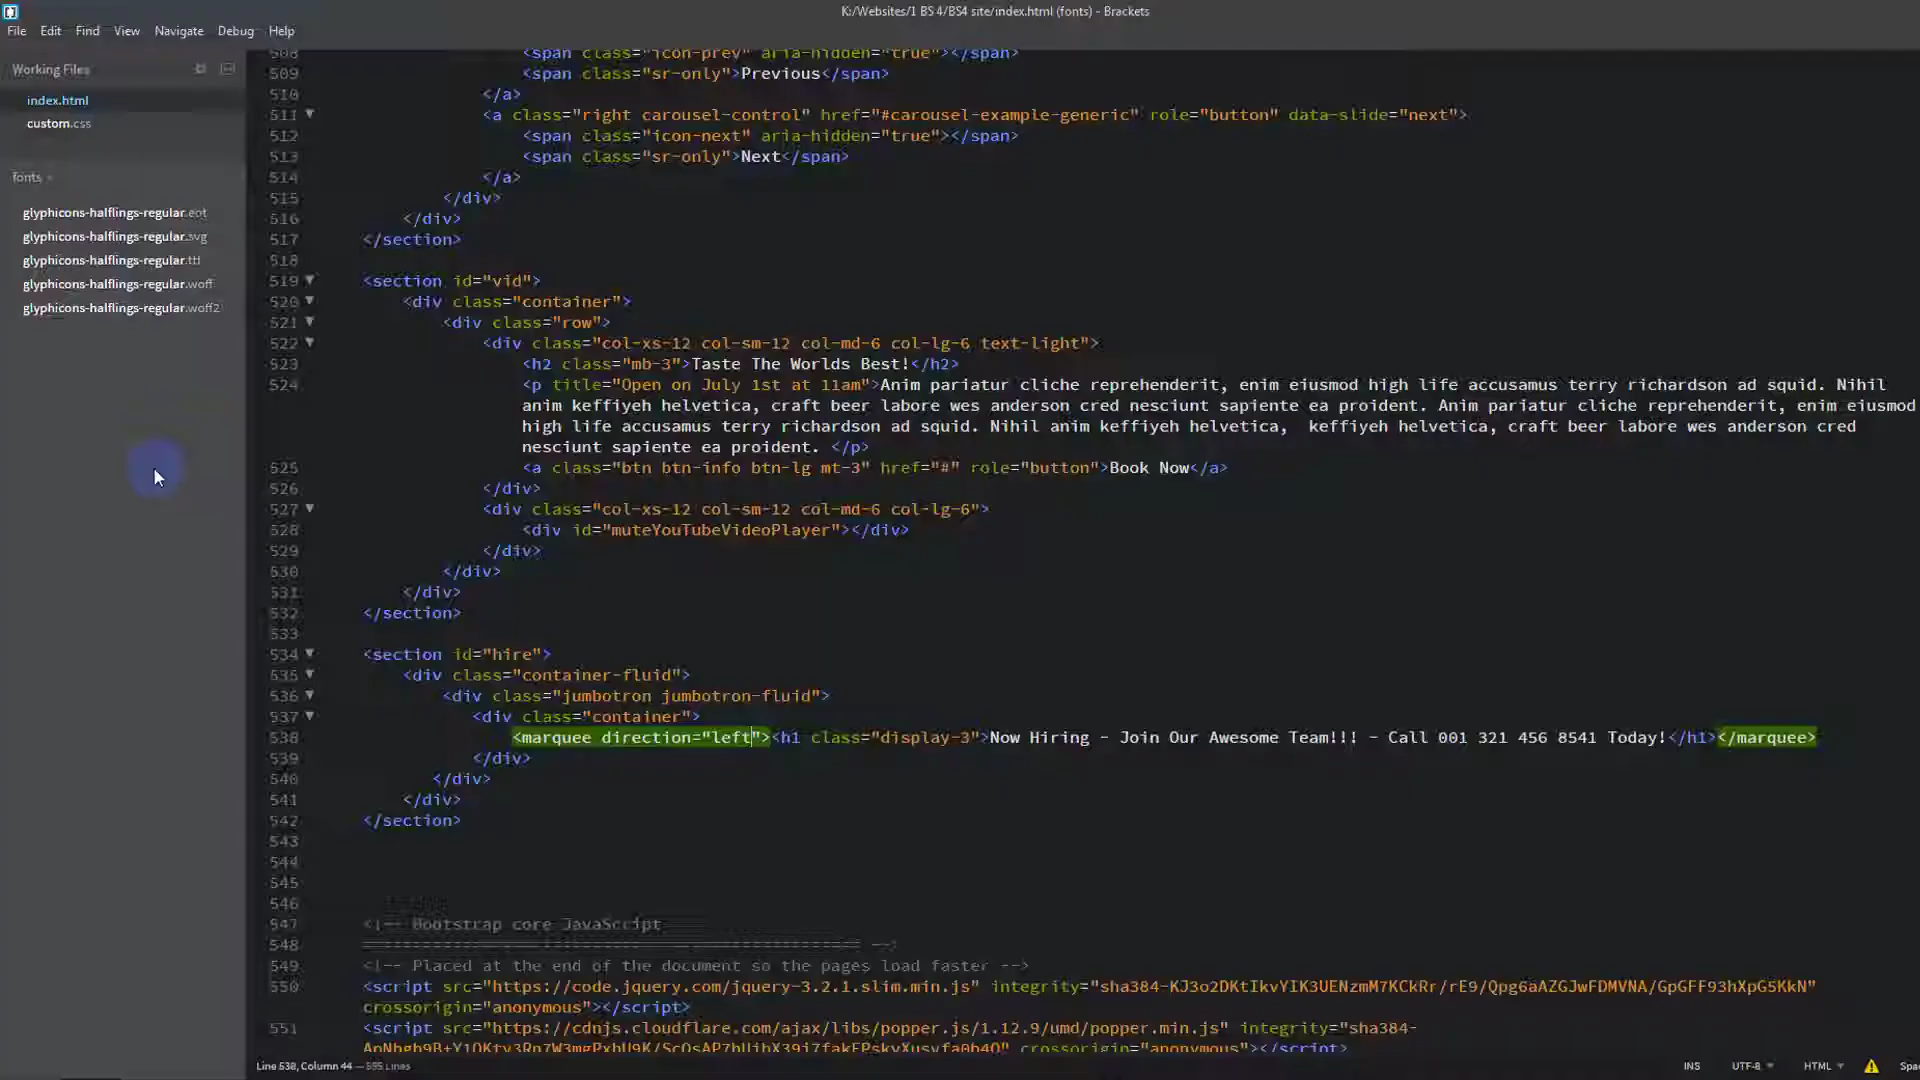 K:/Websites/1 BS 4/BS4 site/index.html (fonts) - Brackets
File Edit Find View Navigate Debug Help
Working Files
index.html
custom.css
fonts
glyphicons-halflings-regular.eot
glyphicons-halflings-regular.svg
glyphicons-halflings-regular.ttf
glyphicons-halflings-regular.woff
glyphicons-halflings-regular.woff2
508 <span class="icon-prev" aria-hidden="true"></span>
509 <span class="sr-only">Previous</span>
510 </a>
511 <a class="right carousel-control" href="#carousel-example-generic" role="button" data-slide="next">
512 <span class="icon-next" aria-hidden="true"></span>
513 <span class="sr-only">Next</span>
514 </a>
515 </div>
516 </div>
517 </section>
518
519 <section id="vid">
520 <div class="container">
521 <div class="row">
522 <div class="col-xs-12 col-sm-12 col-md-6 col-lg-6 text-light">
523 <h2 class="mb-3">Taste The Worlds Best!</h2>
524 <p title="Open on July 1st at 11am">Anim pariatur cliche reprehenderit, enim eiusmod high life accusamus terry richardson ad squid. Nihil
anim keffiyeh helvetica, craft beer labore wes anderson cred nesciunt sapiente ea proident. Anim pariatur cliche reprehenderit, enim eiusmod
high life accusamus terry richardson ad squid. Nihil anim keffiyeh helvetica, keffiyeh helvetica, craft beer labore wes anderson cred
nesciunt sapiente ea proident. </p>
525 <a class="btn btn-info btn-lg mt-3" href="#" role="button">Book Now</a>
526 </div>
527 <div class="col-xs-12 col-sm-12 col-md-6 col-lg-6">
528 <div id="muteYouTubeVideoPlayer"></div>
529 </div>
530 </div>
531 </div>
532 </section>
533
534 <section id="hire">
535 <div class="container-fluid">
536 <div class="jumbotron jumbotron-fluid">
537 <div class="container">
538 <marquee direction="left"><h1 class="display-3">Now Hiring - Join Our Awesome Team!!! - Call 001 321 456 8541 Today!</h1></marquee>
539 </div>
540 </div>
541 </div>
542 </section>
543
544
545
546
547 <!-- Bootstrap core JavaScript
548 ================================================== -->
549 <!-- Placed at the end of the document so the pages load faster -->
550 <script src="https://code.jquery.com/jquery-3.2.1.slim.min.js" integrity="sha384-KJ3o2DKtIkvYIK3UENzmM7KCkRr/rE9/Qpg6aAZGJwFDMVNA/GpGFF93hXpG5KkN"
crossorigin="anonymous"></script>
551 <script src="https://cdnjs.cloudflare.com/ajax/libs/popper.js/1.12.9/umd/popper.min.js" integrity="sha384-
ApNbgh9B+Y1QKtv3Rn7W3mgPxhU9K/ScQsAP7hUibX39j7fakFPskvXusvfa0b4Q" crossorigin="anonymous"></script>
Line 538, Column 44 — 595 Lines
INS UTF-8 HTML Spa